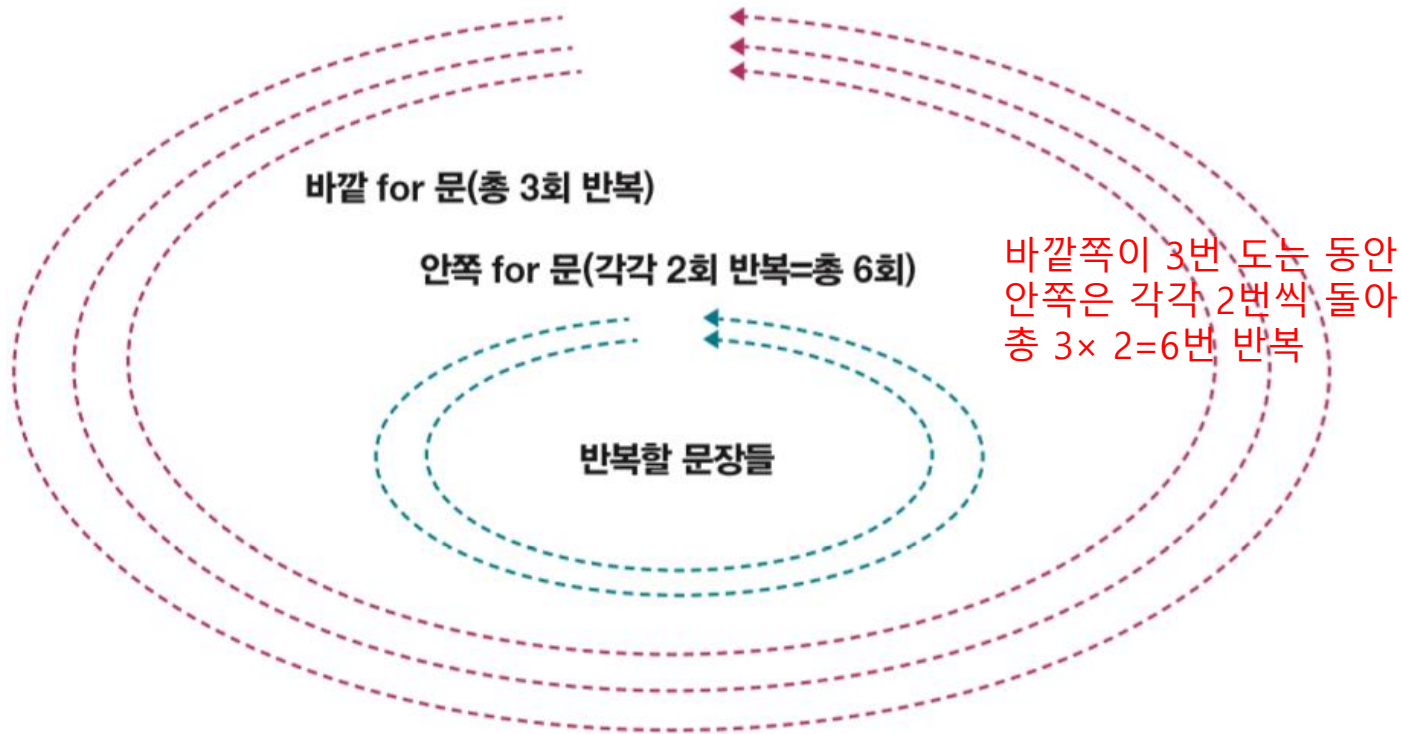 바깥 for 문(총 3회 반복)
안쪽 for 문(각각 2회 반복=총 6회)
바깥쪽이 3번 도는 동안
안쪽은 각각 2번씩 돌아
총 3× 2=6번 반복
반복할 문장들